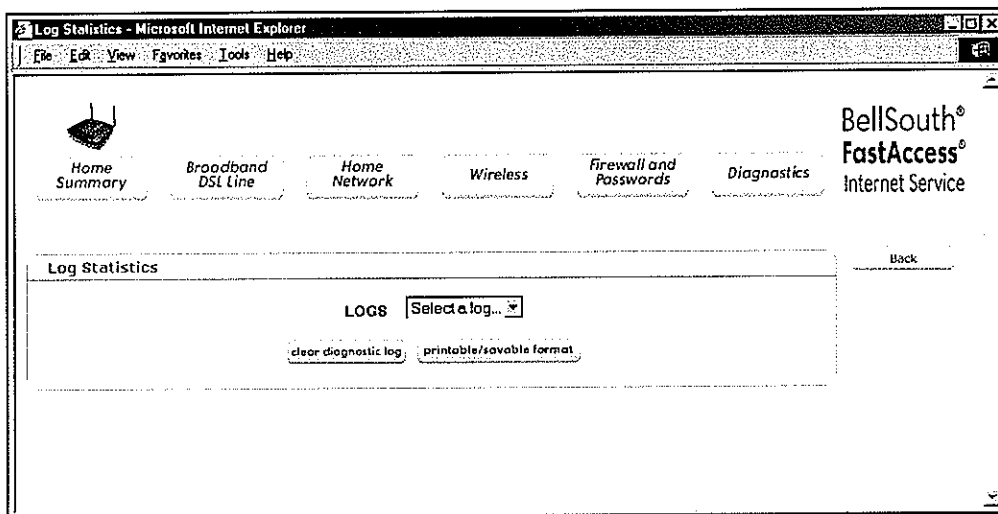 Log Statistics - Microsoft Internet Explorer
File Edit View Favorites Tools Help
BellSouth®
FastAccess®
Internet Service
Home
Summary
Broadband
DSL Line
Home
Network
Wireless
Firewall and
Passwords
Diagnostics
Back
Log Statistics
LOGS Select a log...
clear diagnostic log printable/savable format